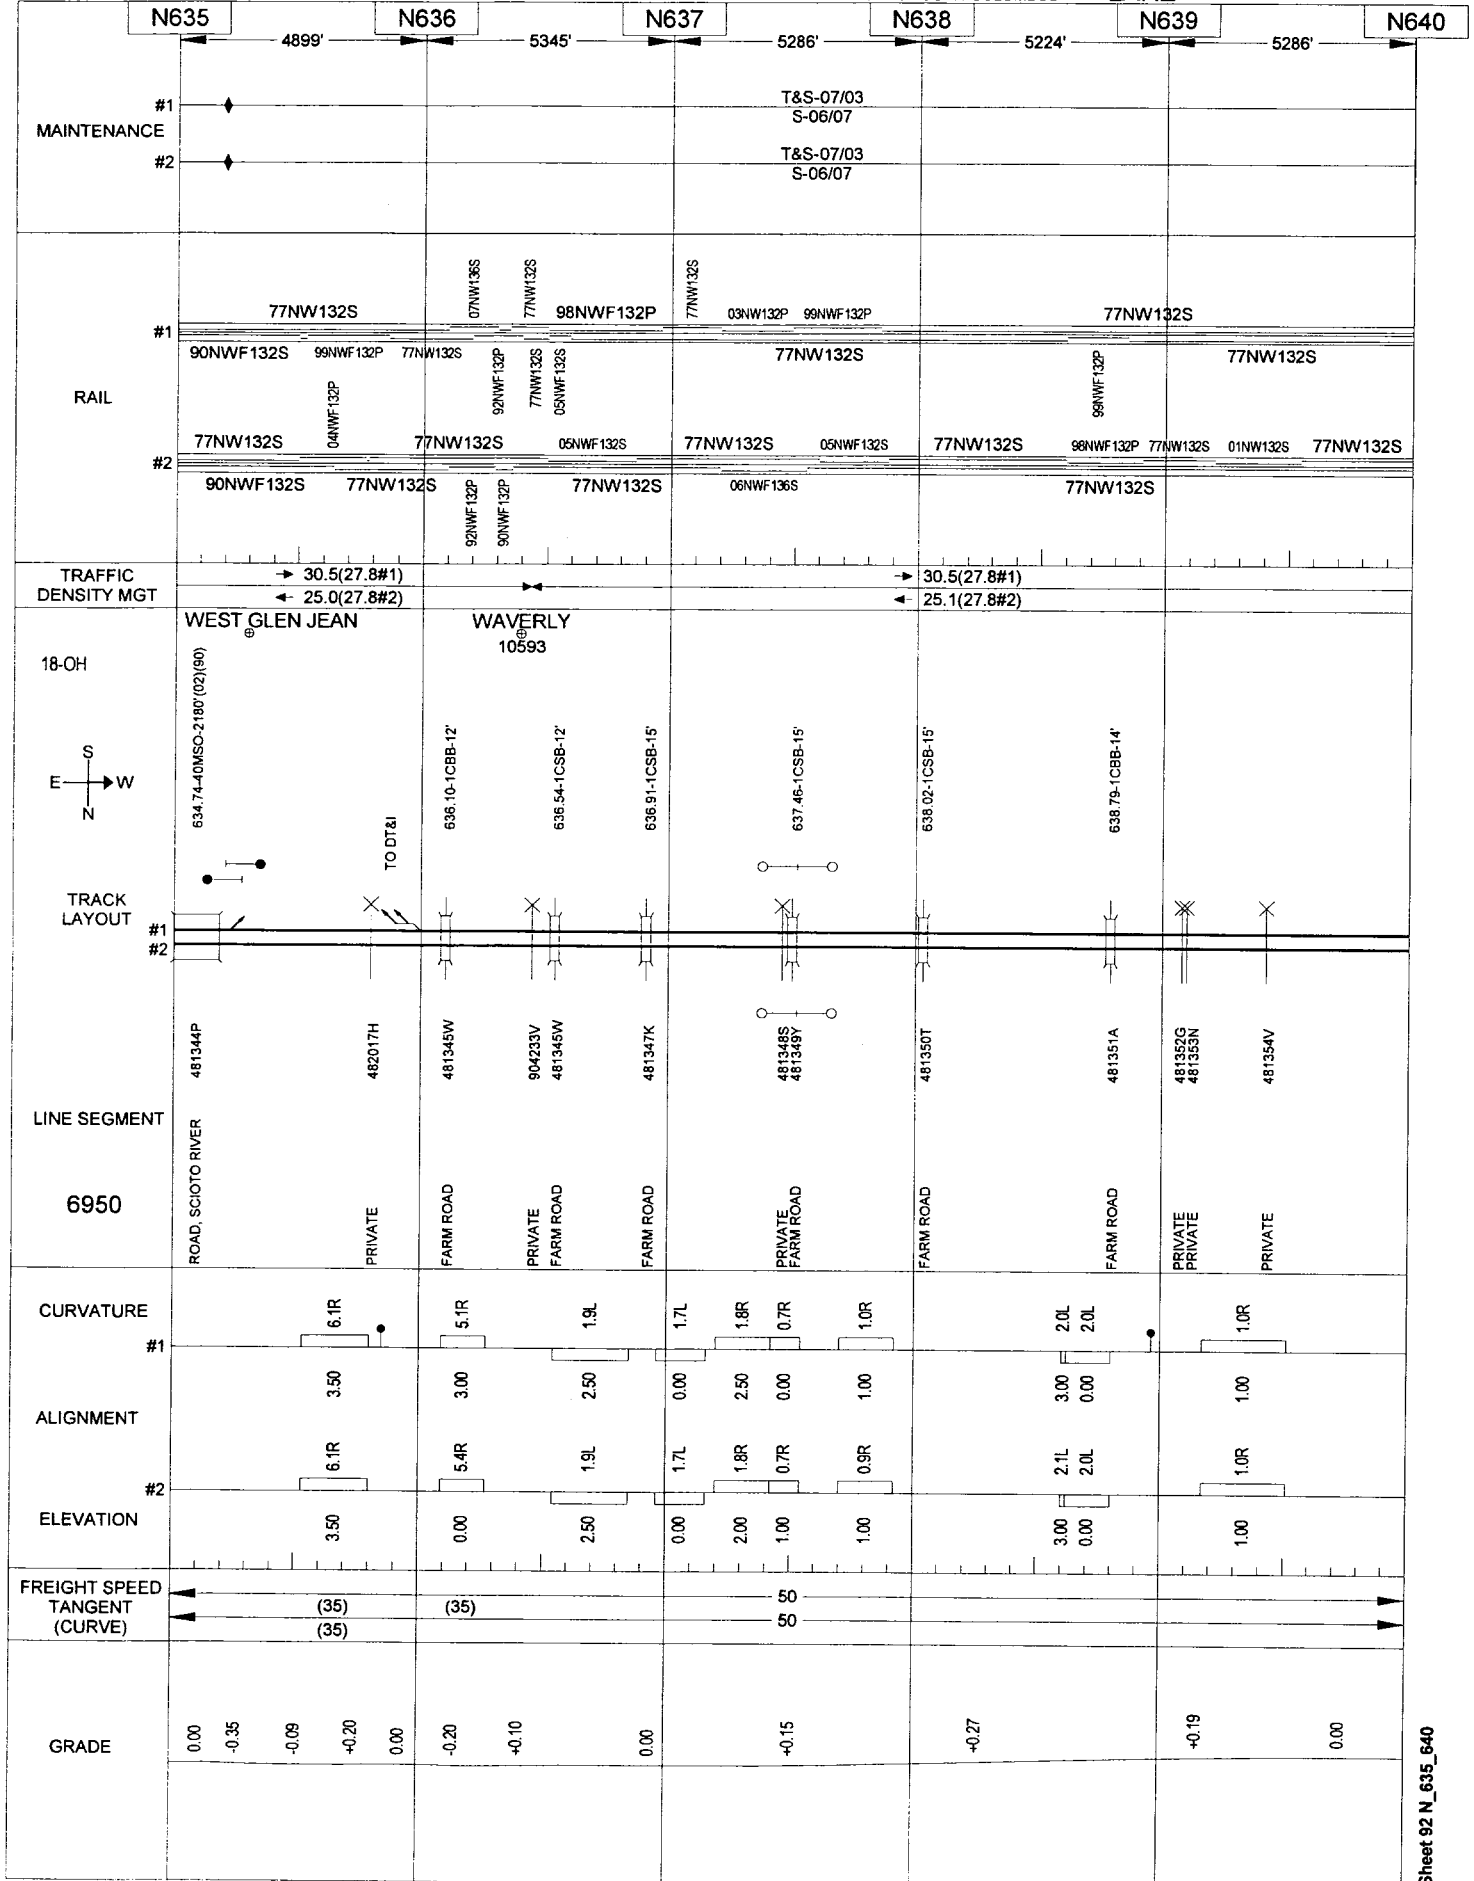 N635 N636 N637 N638 N639 N640
4899' 5345' 5286' 5224' 5286'
MAINTENANCE
#1 T&S-07/03
S-06/07
#2 T&S-07/03
S-06/07
RAIL
07NW136S 77NW132S 77NW132S
77NW132S 98NWF132P 03NW132P 99NWF132P 77NW132S
#1
90NWF132S 99NWF132P 77NW132S 77NW132S 77NW132S
04NWF132P 92NWF132P 77NW132S 05NWF132S 99NWF132P
77NW132S 77NW132S 05NWF132S 77NW132S 05NWF132S 77NW132S 98NWF132P 77NW132S 01NW132S 77NW132S
#2
90NWF132S 77NW132S 77NW132S 06NWF136S 77NW132S
92NWF132P 90NWF132P
TRAFFIC
DENSITY MGT
30.5(27.8#1) 30.5(27.8#1)
25.0(27.8#2) 25.1(27.8#2)
WEST GLEN JEAN WAVERLY
10593
18-OH
S
E W
N
634.74-40MSO-2180'(02)(90)
TO DT&I
636.10-1CBB-12'
636.54-1CSB-12'
636.91-1CSB-15'
637.46-1CSB-15'
638.02-1CSB-15'
638.79-1CBB-14'
TRACK
LAYOUT
#1
#2
481344P
482017H
481345W
904233V
481345W
481347K
481348S
481349Y
481350T
481351A
481352G
481353N
481354V
LINE SEGMENT
6950
ROAD, SCIOTO RIVER
PRIVATE
FARM ROAD
PRIVATE
FARM ROAD
FARM ROAD
PRIVATE
FARM ROAD
FARM ROAD
FARM ROAD
PRIVATE
PRIVATE
PRIVATE
CURVATURE
6.1R 5.1R 1.9L 1.7L 1.8R 0.7R 1.0R 2.0L 2.0L 1.0R
#1
3.50 3.00 2.50 0.00 2.50 0.00 1.00 3.00 0.00 1.00
ALIGNMENT
6.1R 5.4R 1.9L 1.7L 1.8R 0.7R 0.9R 2.1L 2.0L 1.0R
#2
ELEVATION
3.50 0.00 2.50 0.00 2.00 1.00 1.00 3.00 0.00 1.00
FREIGHT SPEED
TANGENT
(CURVE)
50
(35) (35)
50
(35)
GRADE
0.00 -0.35 -0.09 +0.20 0.00 -0.20 +0.10 0.00 +0.15 +0.27 +0.19 0.00
Sheet 92 N_635_640